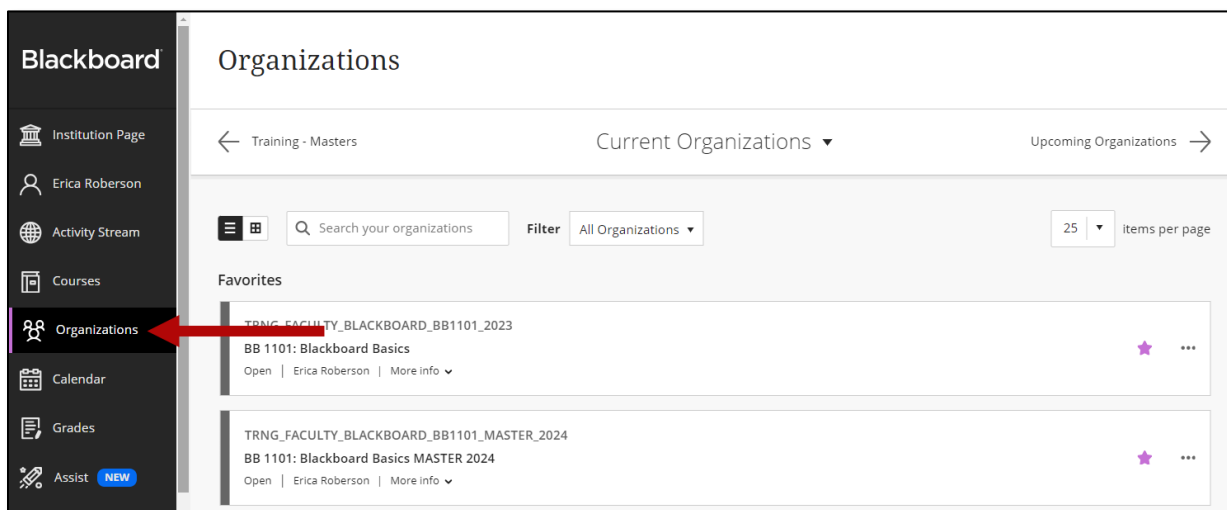 Blackboard
Institution Page
Erica Roberson
Activity Stream
Courses
Organizations
Calendar
Grades
Assist NEW
Organizations
Training - Masters
Current Organizations
Upcoming Organizations
Search your organizations
Filter
All Organizations
25
items per page
Favorites
TRNG_FACULTY_BLACKBOARD_BB1101_2023
BB 1101: Blackboard Basics
Open | Erica Roberson | More info
TRNG_FACULTY_BLACKBOARD_BB1101_MASTER_2024
BB 1101: Blackboard Basics MASTER 2024
Open | Erica Roberson | More info